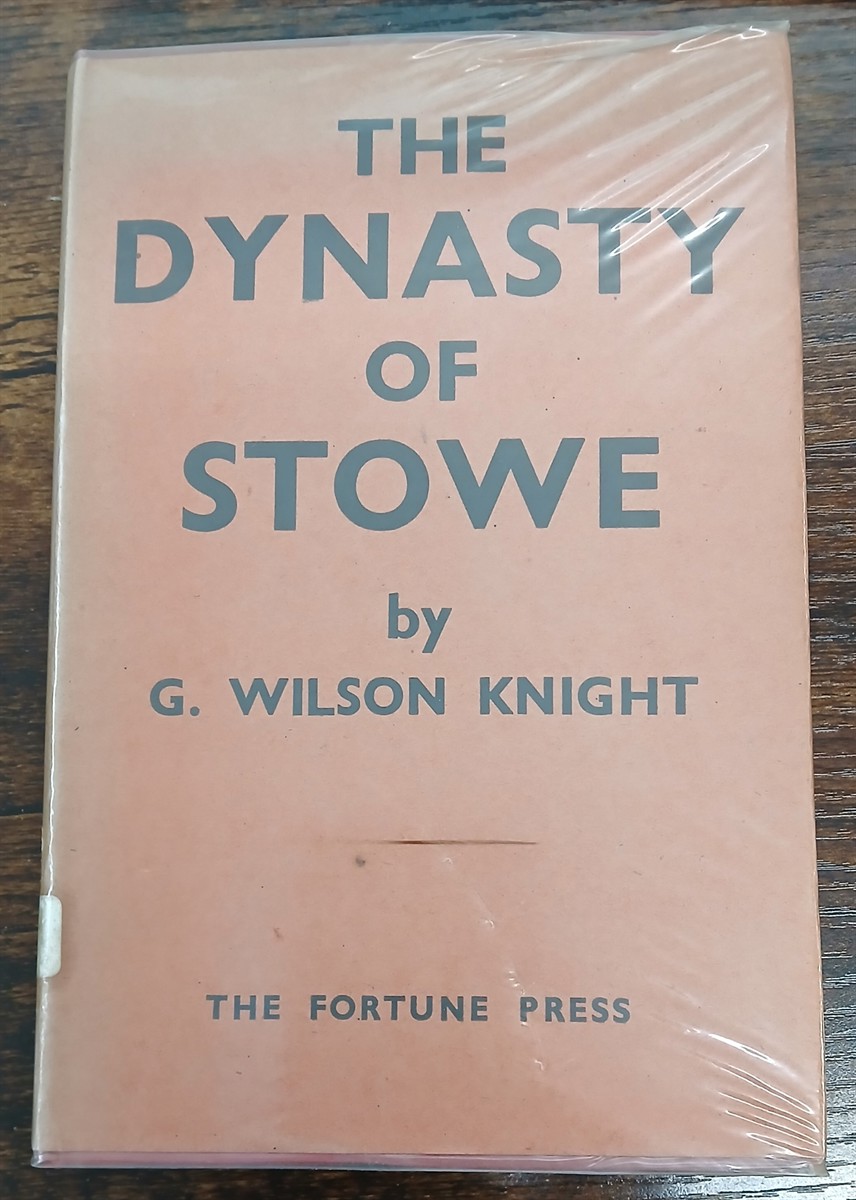 THE
DYNASTY
OF
STOWE
by
G. WILSON KNIGHT
THE FORTUNE PRESS